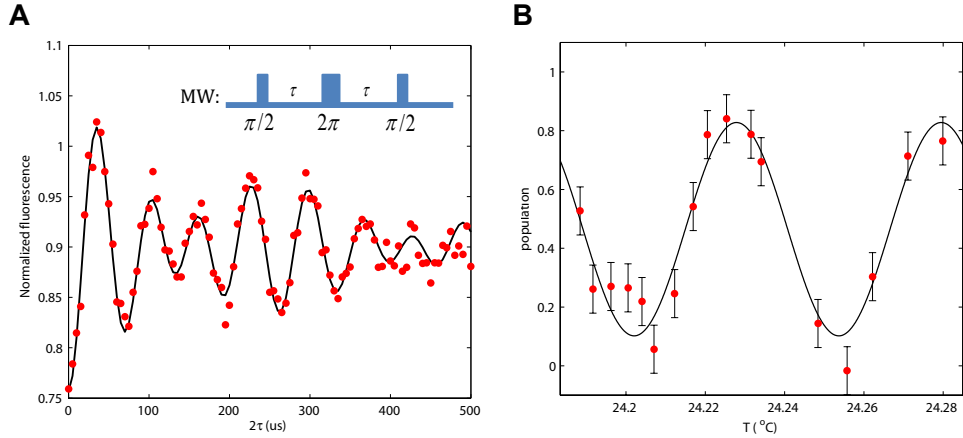 A
B
1.1
1.05
1
0.95
0.9
0.85
0.8
0.75
Normalized fluorescence
MW:
τ
τ
π/2
2π
π/2
0
100
200
300
400
500
2τ (us)
1
0.8
0.6
0.4
0.2
0
population
24.2
24.22
24.24
24.26
24.28
T (°C)